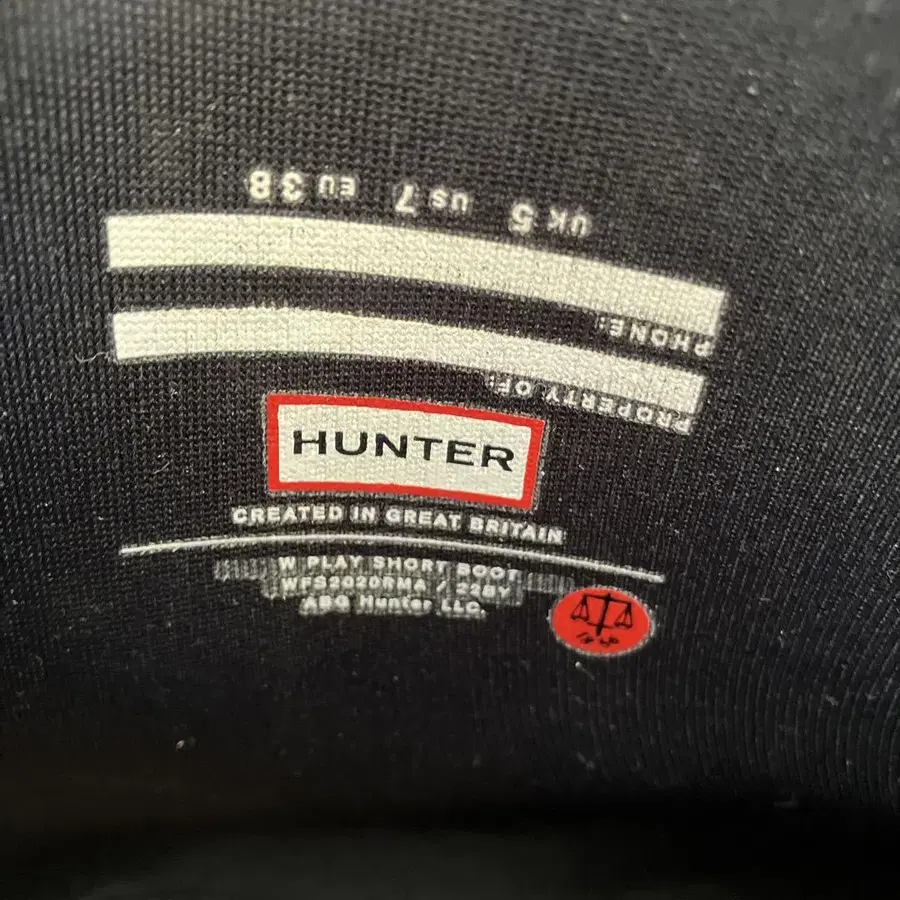 UK 5 US 7 EU 38
PHONE:
PROPERTY OF:
HUNTER
CREATED IN GREAT BRITAIN
W PLAY SHORT BOOT
WFS2020RMA / 22BY
ABG Hunter LLC.